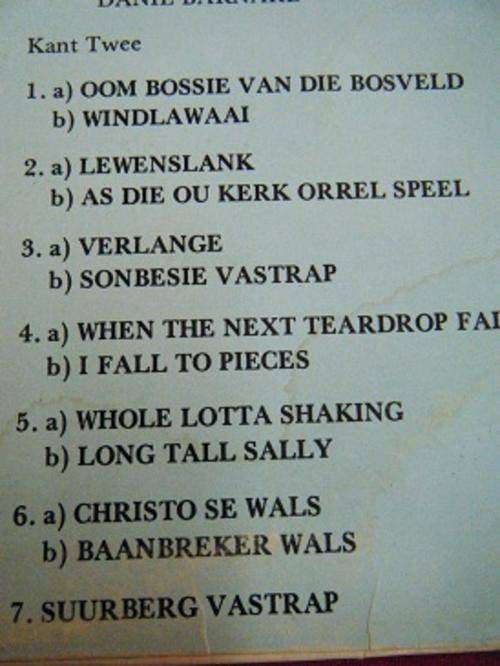 Kant Twee
1. a) OOM BOSSIE VAN DIE BOSVELD
b) WINDLAWAAI
2. a) LEWENSLANK
b) AS DIE OU KERK ORREL SPEEL
3. a) VERLANGE
b) SONBESIE VASTRAP
4. a) WHEN THE NEXT TEARDROP FAL
b) I FALL TO PIECES
5. a) WHOLE LOTTA SHAKING
b) LONG TALL SALLY
6. a) CHRISTO SE WALS
b) BAANBREKER WALS
7. SUURBERG VASTRAP